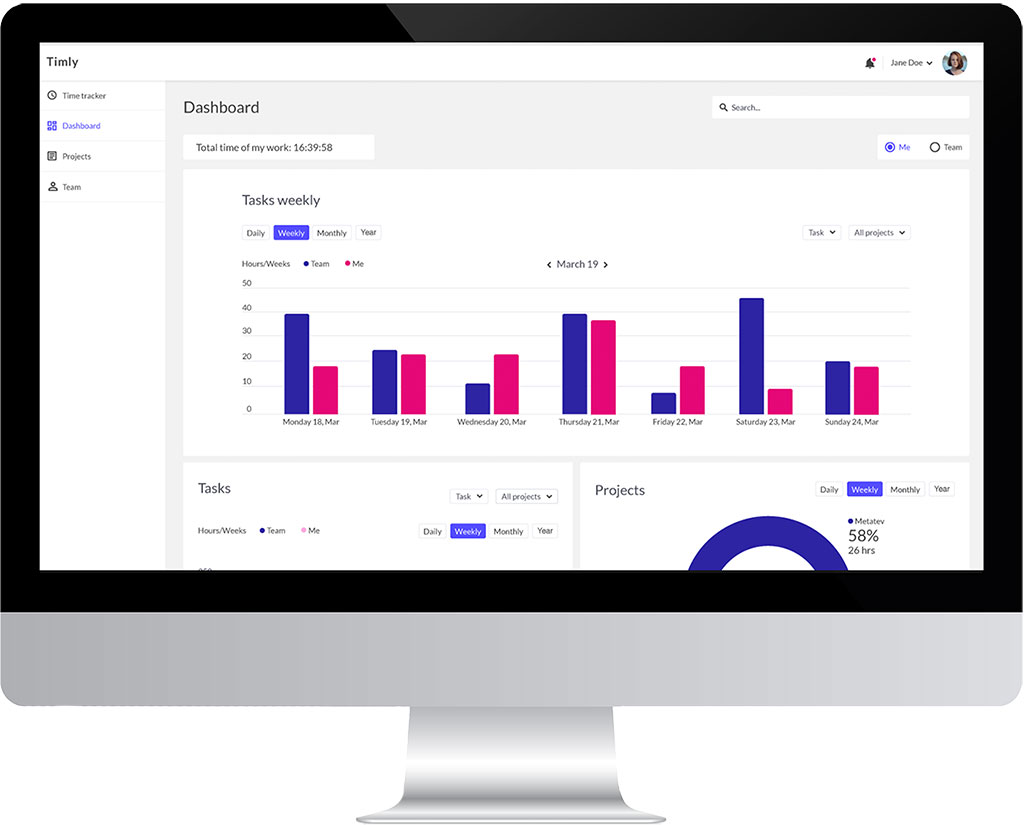 Timly
Jane Doe
Time tracker
Dashboard
Projects
Team
Dashboard
Search...
Total time of my work: 16:39:58
Me Team
Tasks weekly
Daily Weekly Monthly Year
Task All projects
Hours/Weeks Team Me
March 19
50
40
30
20
10
0
Monday 18, Mar Tuesday 19, Mar Wednesday 20, Mar Thursday 21, Mar Friday 22, Mar Saturday 23, Mar Sunday 24, Mar
Tasks
Task All projects
Hours/Weeks Team Me
Daily Weekly Monthly Year
Projects
Daily Weekly Monthly Year
Metatev
58%
26 hrs